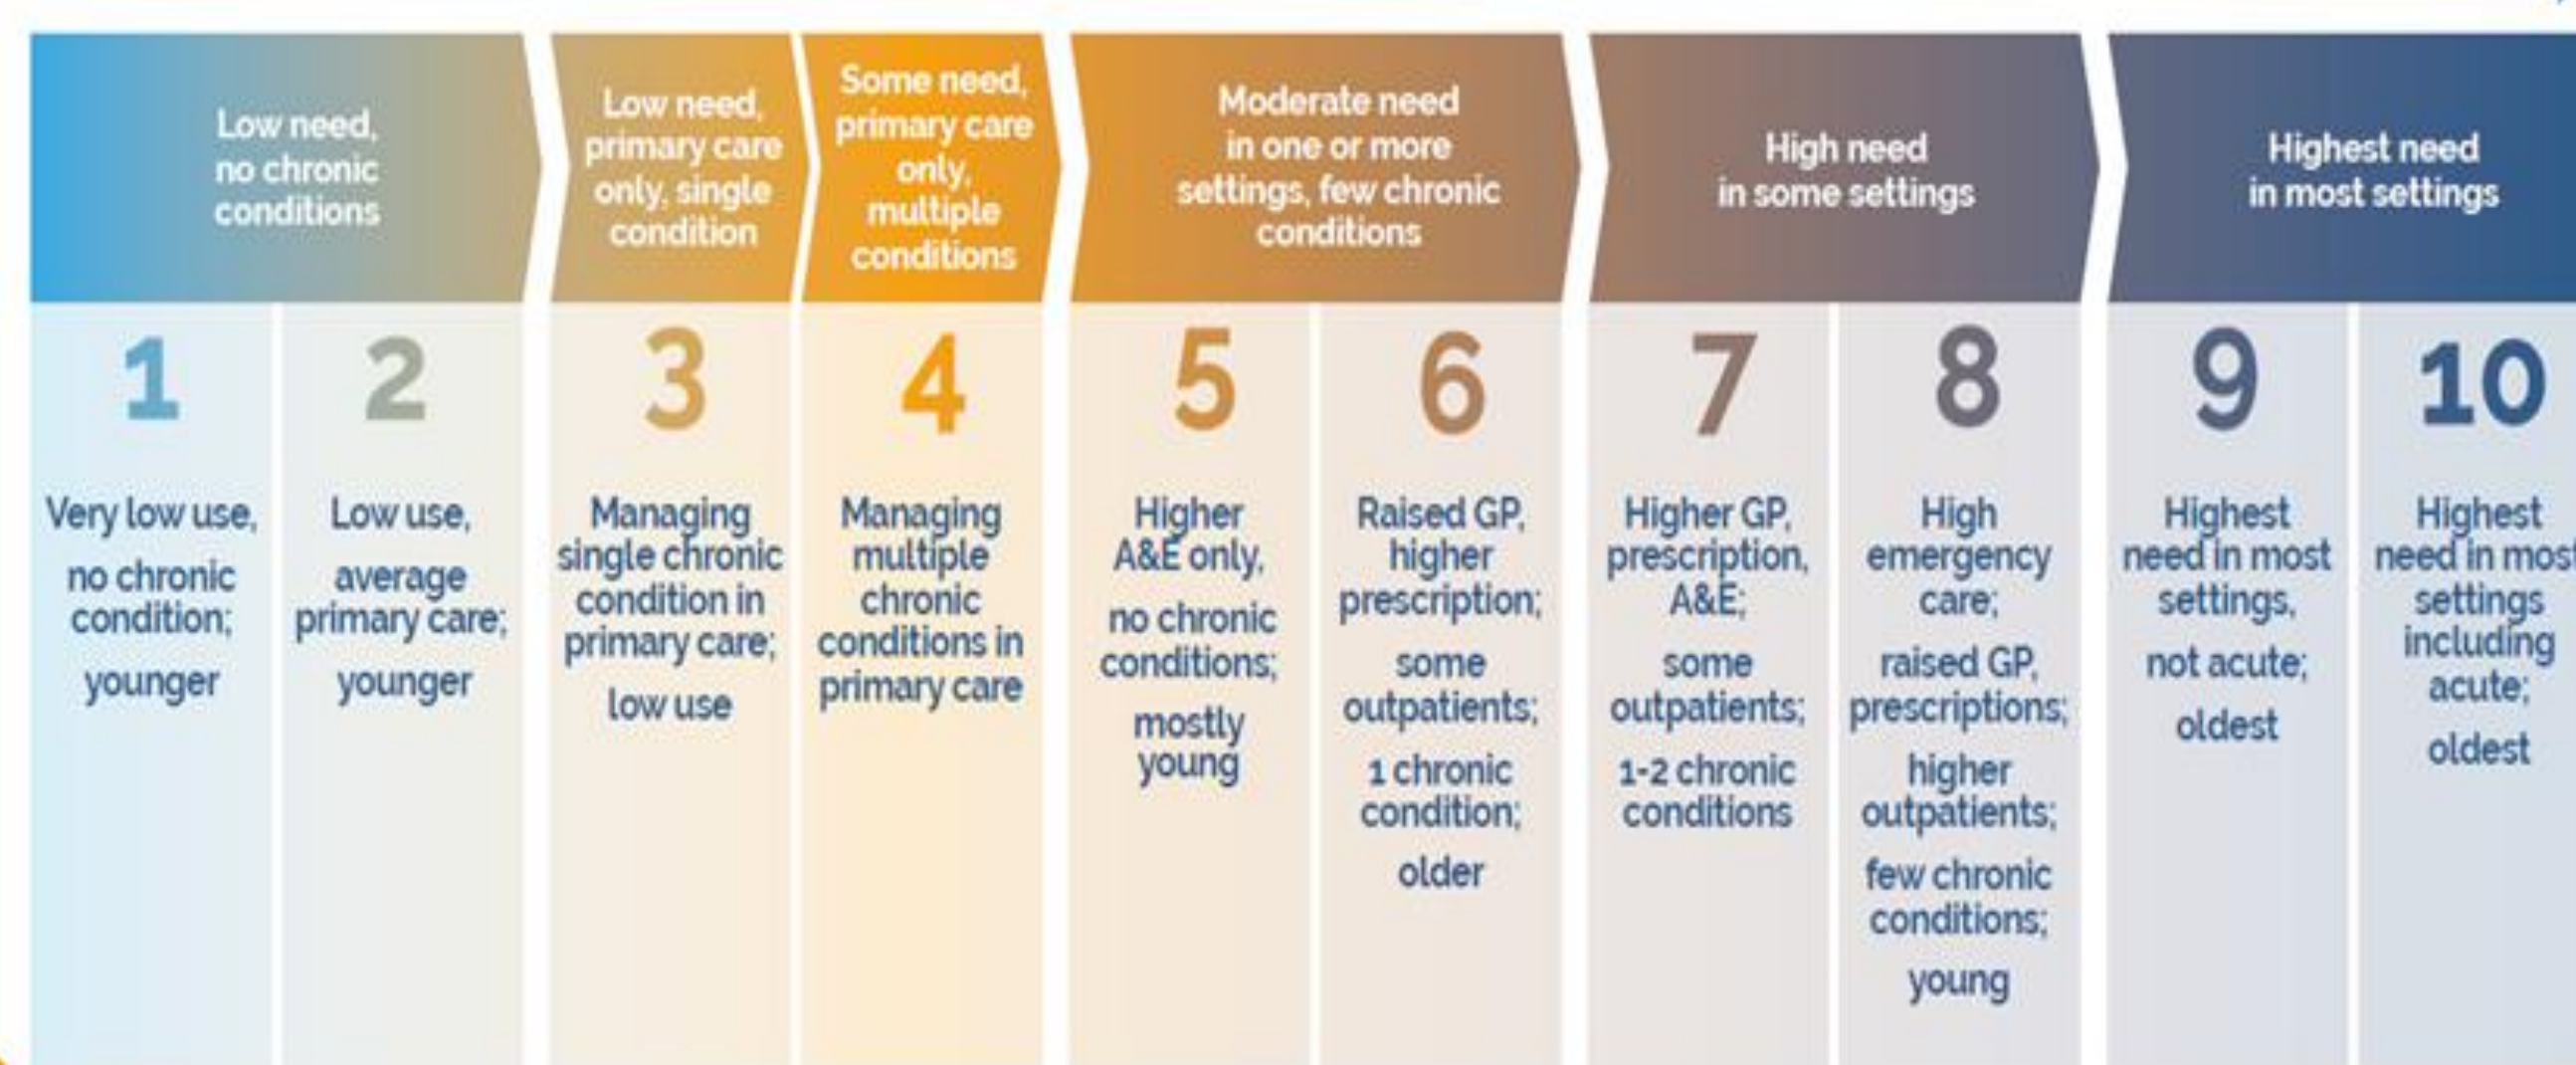 Low need,
no chronic
conditions
Low need,
primary care
only, single
condition
Some need,
primary care
only,
multiple
conditions
Moderate need
in one or more
settings, few chronic
conditions
High need
in some settings
Highest need
in most settings
1
Very low use,
no chronic
condition;
younger
2
Low use,
average
primary care;
younger
3
Managing
single chronic
condition in
primary care;
low use
4
Managing
multiple
chronic
conditions in
primary care
5
Higher
A&E only,
no chronic
conditions;
mostly
young
6
Raised GP,
higher
prescription;
some
outpatients;
1 chronic
condition;
older
7
Higher GP,
prescription,
A&E;
some
outpatients;
1-2 chronic
conditions
8
High
emergency
care;
raised GP,
prescriptions;
higher
outpatients;
few chronic
conditions;
young
9
Highest
need in most
settings,
not acute;
oldest
10
Highest
need in most
settings
including
acute;
oldest